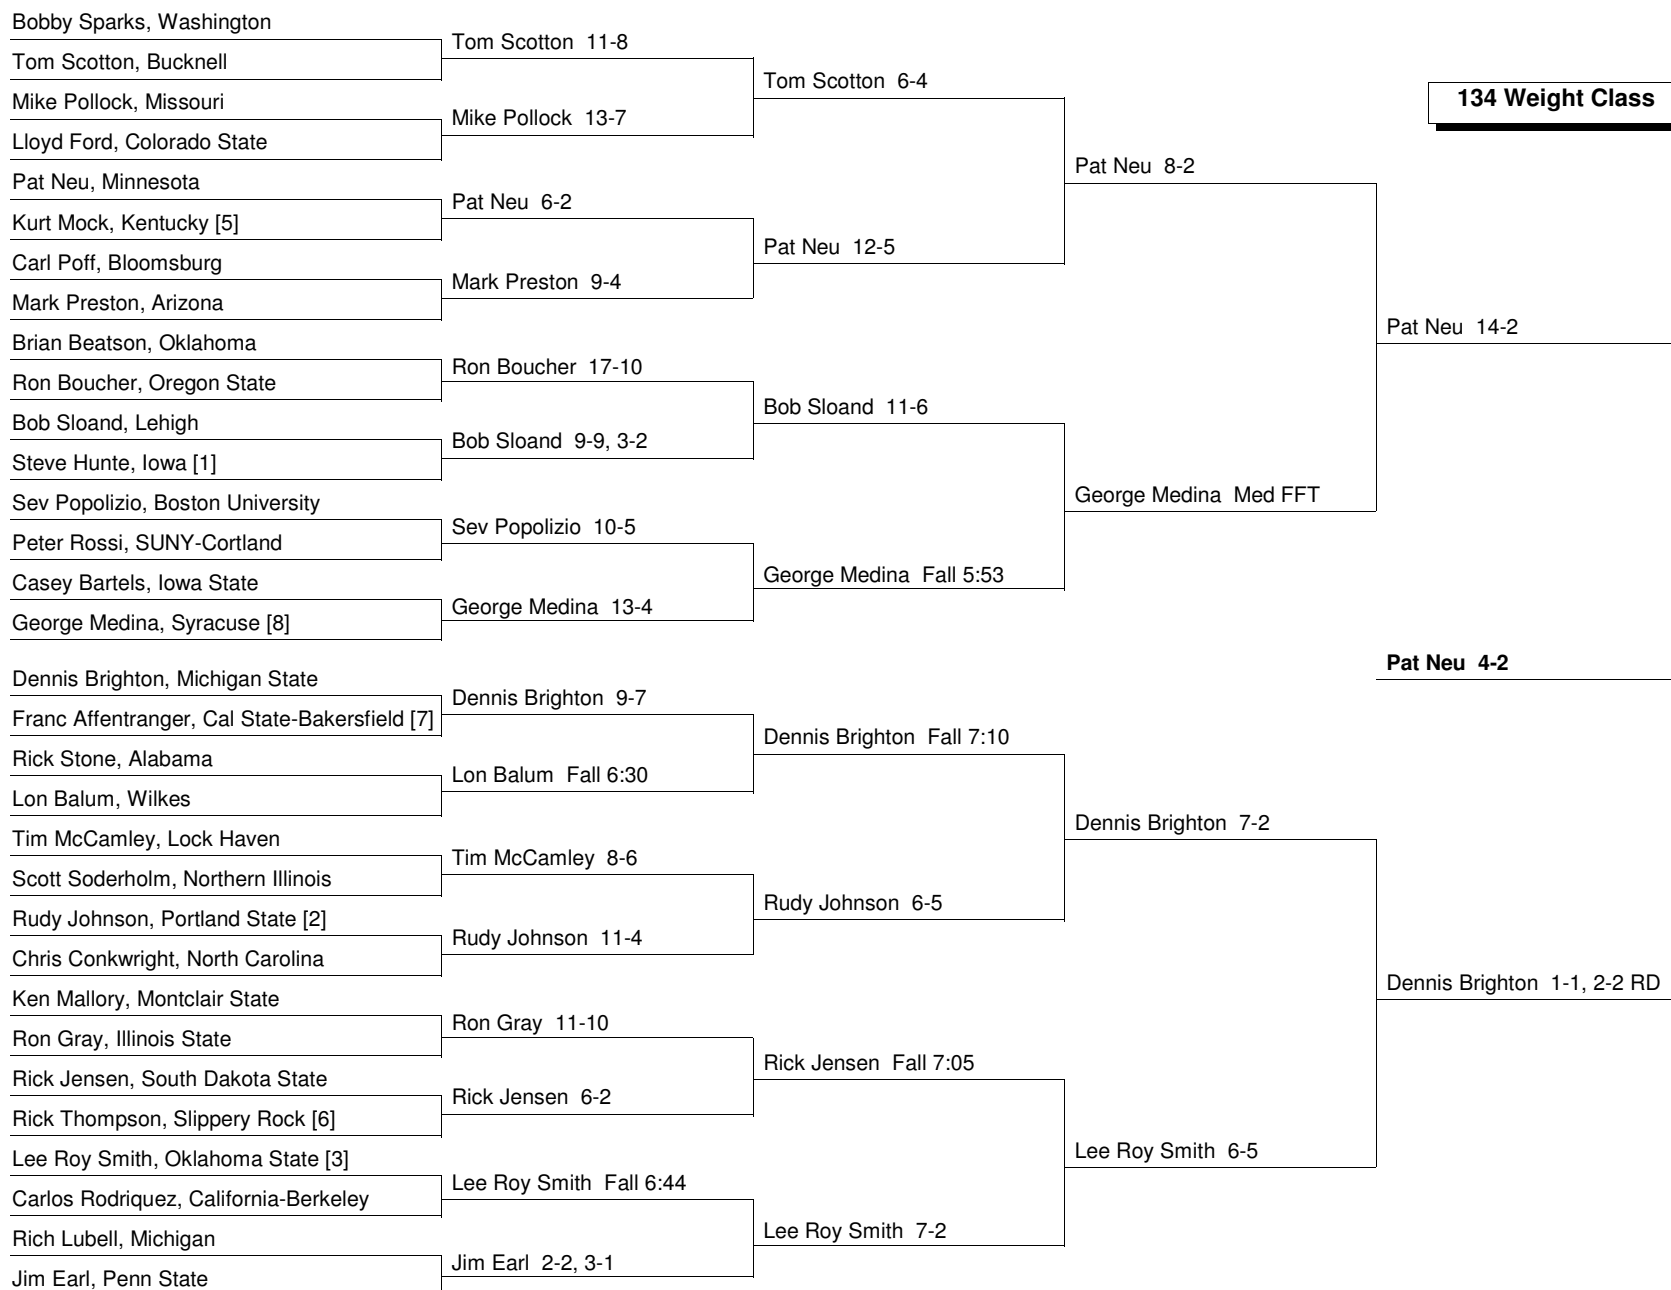 Bobby Sparks, Washington
Tom Scotton, Bucknell
Mike Pollock, Missouri
Lloyd Ford, Colorado State
Pat Neu, Minnesota
Kurt Mock, Kentucky [5]
Carl Poff, Bloomsburg
Mark Preston, Arizona
Brian Beatson, Oklahoma
Ron Boucher, Oregon State
Bob Sloand, Lehigh
Steve Hunte, Iowa [1]
Sev Popolizio, Boston University
Peter Rossi, SUNY-Cortland
Casey Bartels, Iowa State
George Medina, Syracuse [8]
Dennis Brighton, Michigan State
Franc Affentranger, Cal State-Bakersfield [7]
Rick Stone, Alabama
Lon Balum, Wilkes
Tim McCamley, Lock Haven
Scott Soderholm, Northern Illinois
Rudy Johnson, Portland State [2]
Chris Conkwright, North Carolina
Ken Mallory, Montclair State
Ron Gray, Illinois State
Rick Jensen, South Dakota State
Rick Thompson, Slippery Rock [6]
Lee Roy Smith, Oklahoma State [3]
Carlos Rodriquez, California-Berkeley
Rich Lubell, Michigan
Jim Earl, Penn State
Tom Scotton 11-8
Mike Pollock 13-7
Pat Neu 6-2
Mark Preston 9-4
Ron Boucher 17-10
Bob Sloand 9-9, 3-2
Sev Popolizio 10-5
George Medina 13-4
Dennis Brighton 9-7
Lon Balum Fall 6:30
Tim McCamley 8-6
Rudy Johnson 11-4
Ron Gray 11-10
Rick Jensen 6-2
Lee Roy Smith Fall 6:44
Jim Earl 2-2, 3-1
Tom Scotton 6-4
Pat Neu 12-5
Bob Sloand 11-6
George Medina Fall 5:53
Dennis Brighton Fall 7:10
Rudy Johnson 6-5
Rick Jensen Fall 7:05
Lee Roy Smith 7-2
Pat Neu 8-2
George Medina Med FFT
Dennis Brighton 7-2
Lee Roy Smith 6-5
134 Weight Class
Pat Neu 14-2
Pat Neu 4-2
Dennis Brighton 1-1, 2-2 RD